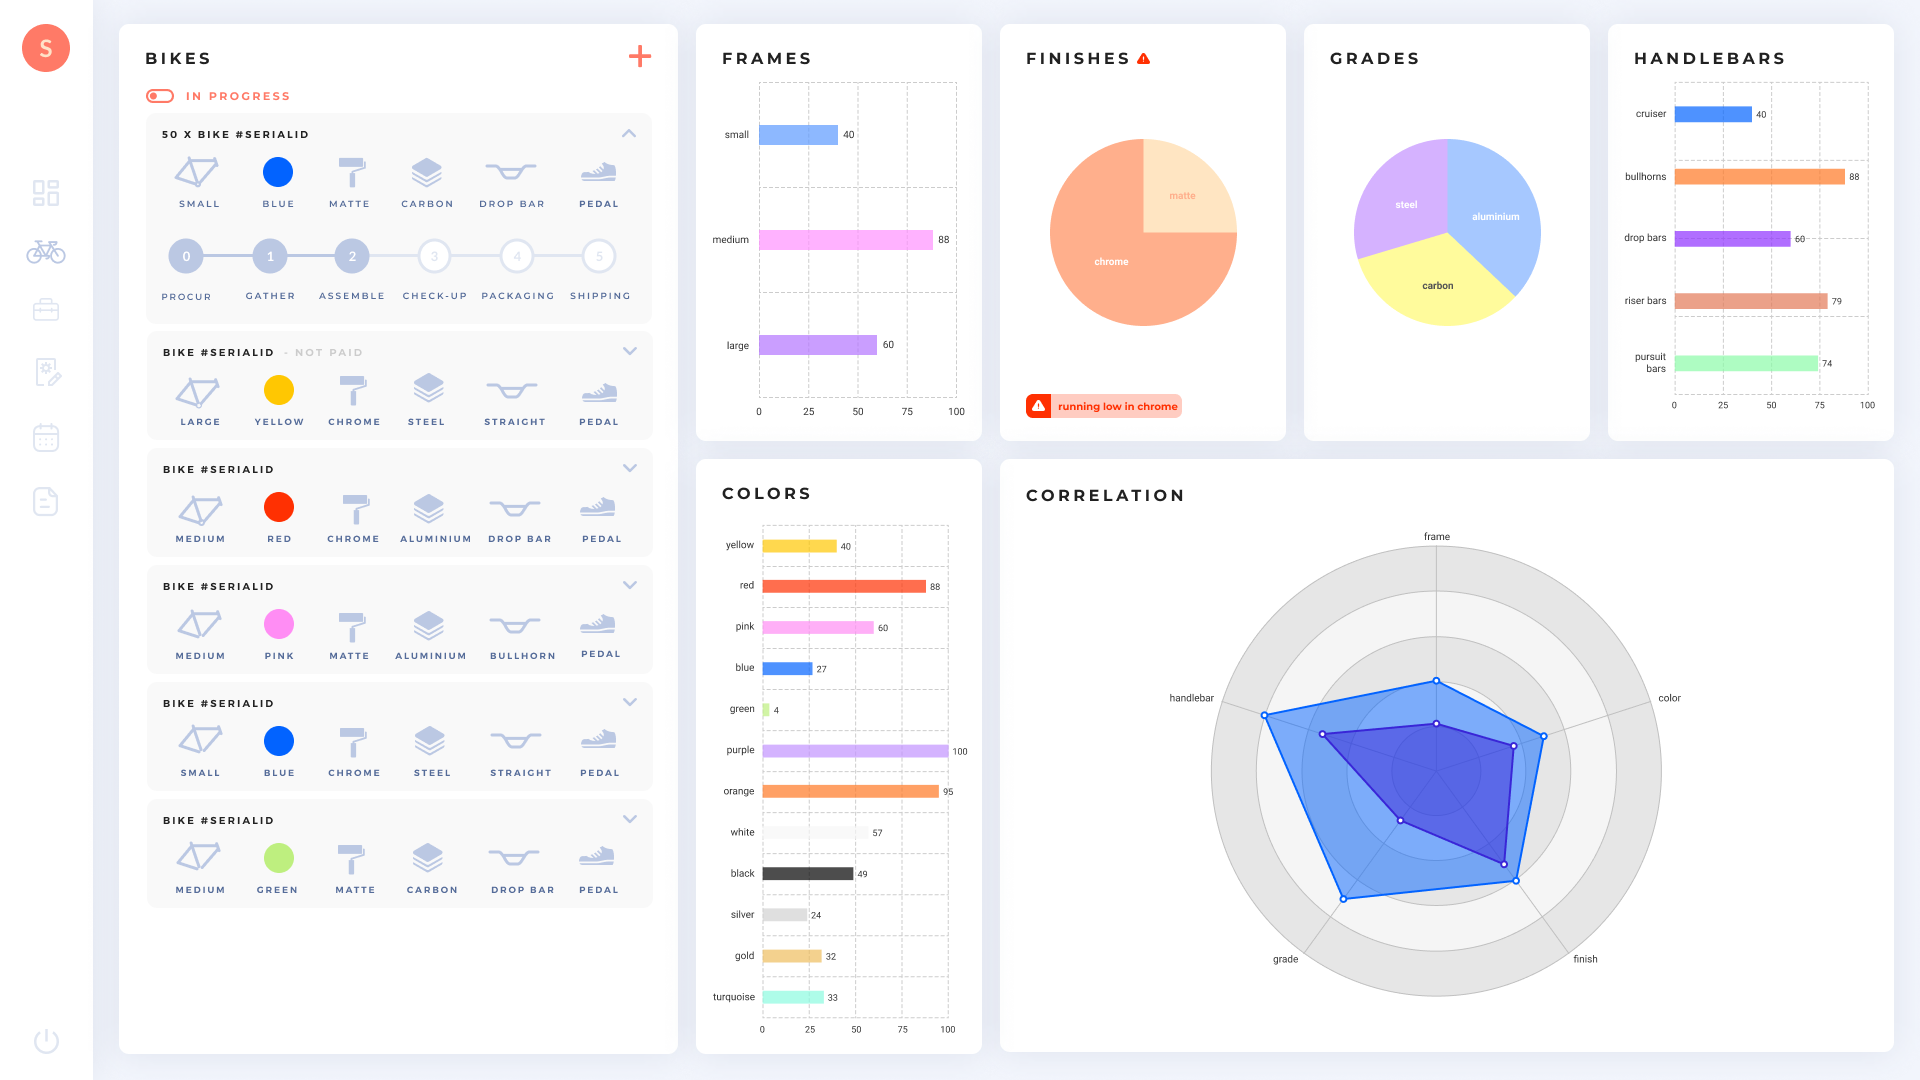 S
BIKES
IN PROGRESS
50 X BIKE #SERIALID
SMALL BLUE MATTE CARBON DROP BAR PEDAL
0 1 2 3 4 5
PROCUR GATHER ASSEMBLE CHECK-UP PACKAGING SHIPPING
BIKE #SERIALID - NOT PAID
LARGE YELLOW CHROME STEEL STRAIGHT PEDAL
BIKE #SERIALID
MEDIUM RED CHROME ALUMINIUM DROP BAR PEDAL
BIKE #SERIALID
MEDIUM PINK MATTE ALUMINIUM BULLHORN PEDAL
BIKE #SERIALID
SMALL BLUE CHROME STEEL STRAIGHT PEDAL
BIKE #SERIALID
MEDIUM GREEN MATTE CARBON DROP BAR PEDAL
FRAMES
small 40
medium 88
large 60
0 25 50 75 100
FINISHES
matte
chrome
running low in chrome
GRADES
steel
aluminium
carbon
HANDLEBARS
cruiser 40
bullhorns 88
drop bars 60
riser bars 79
pursuit
bars 74
0 25 50 75 100
COLORS
yellow 40
red 88
pink 60
blue 27
green 4
purple 100
orange 95
white 57
black 49
silver 24
gold 32
turquoise 33
0 25 50 75 100
CORRELATION
frame
handlebar
color
grade
finish